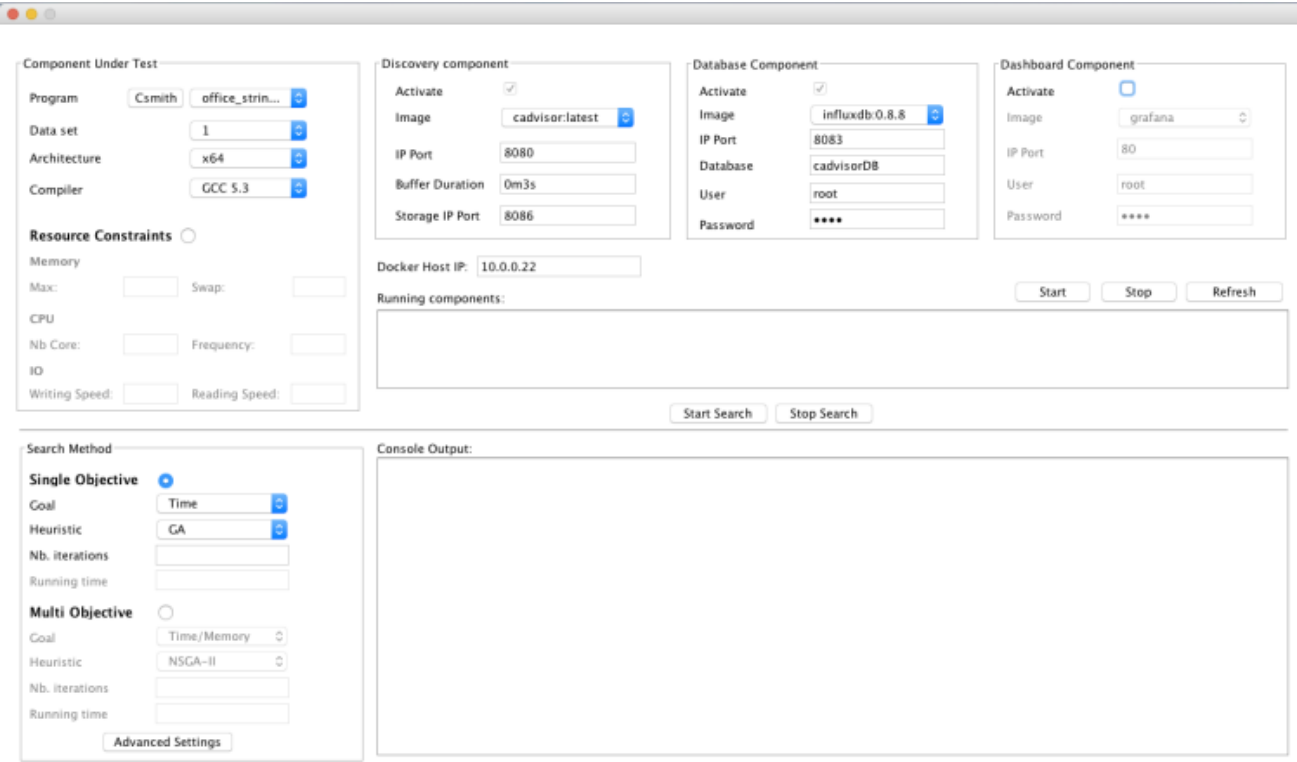 Component Under Test
Program Csmith office_strin...
Data set 1
Architecture x64
Compiler GCC 5.3
Resource Constraints
Memory
Max: Swap:
CPU
Nb Core: Frequency:
IO
Writing Speed: Reading Speed:
Discovery component
Activate
Image cadvisor:latest
IP Port 8080
Buffer Duration 0m3s
Storage IP Port 8086
Database Component
Activate
Image influxdb:0.8.8
IP Port 8083
Database cadvisorDB
User root
Password ••••
Dashboard Component
Activate
Image grafana
IP Port 80
User root
Password ••••
Docker Host IP: 10.0.0.22
Running components:
Start Stop Refresh
Start Search Stop Search
Search Method
Single Objective
Goal Time
Heuristic GA
Nb. iterations
Running time
Multi Objective
Goal Time/Memory
Heuristic NSGA-II
Nb. iterations
Running time
Advanced Settings
Console Output: